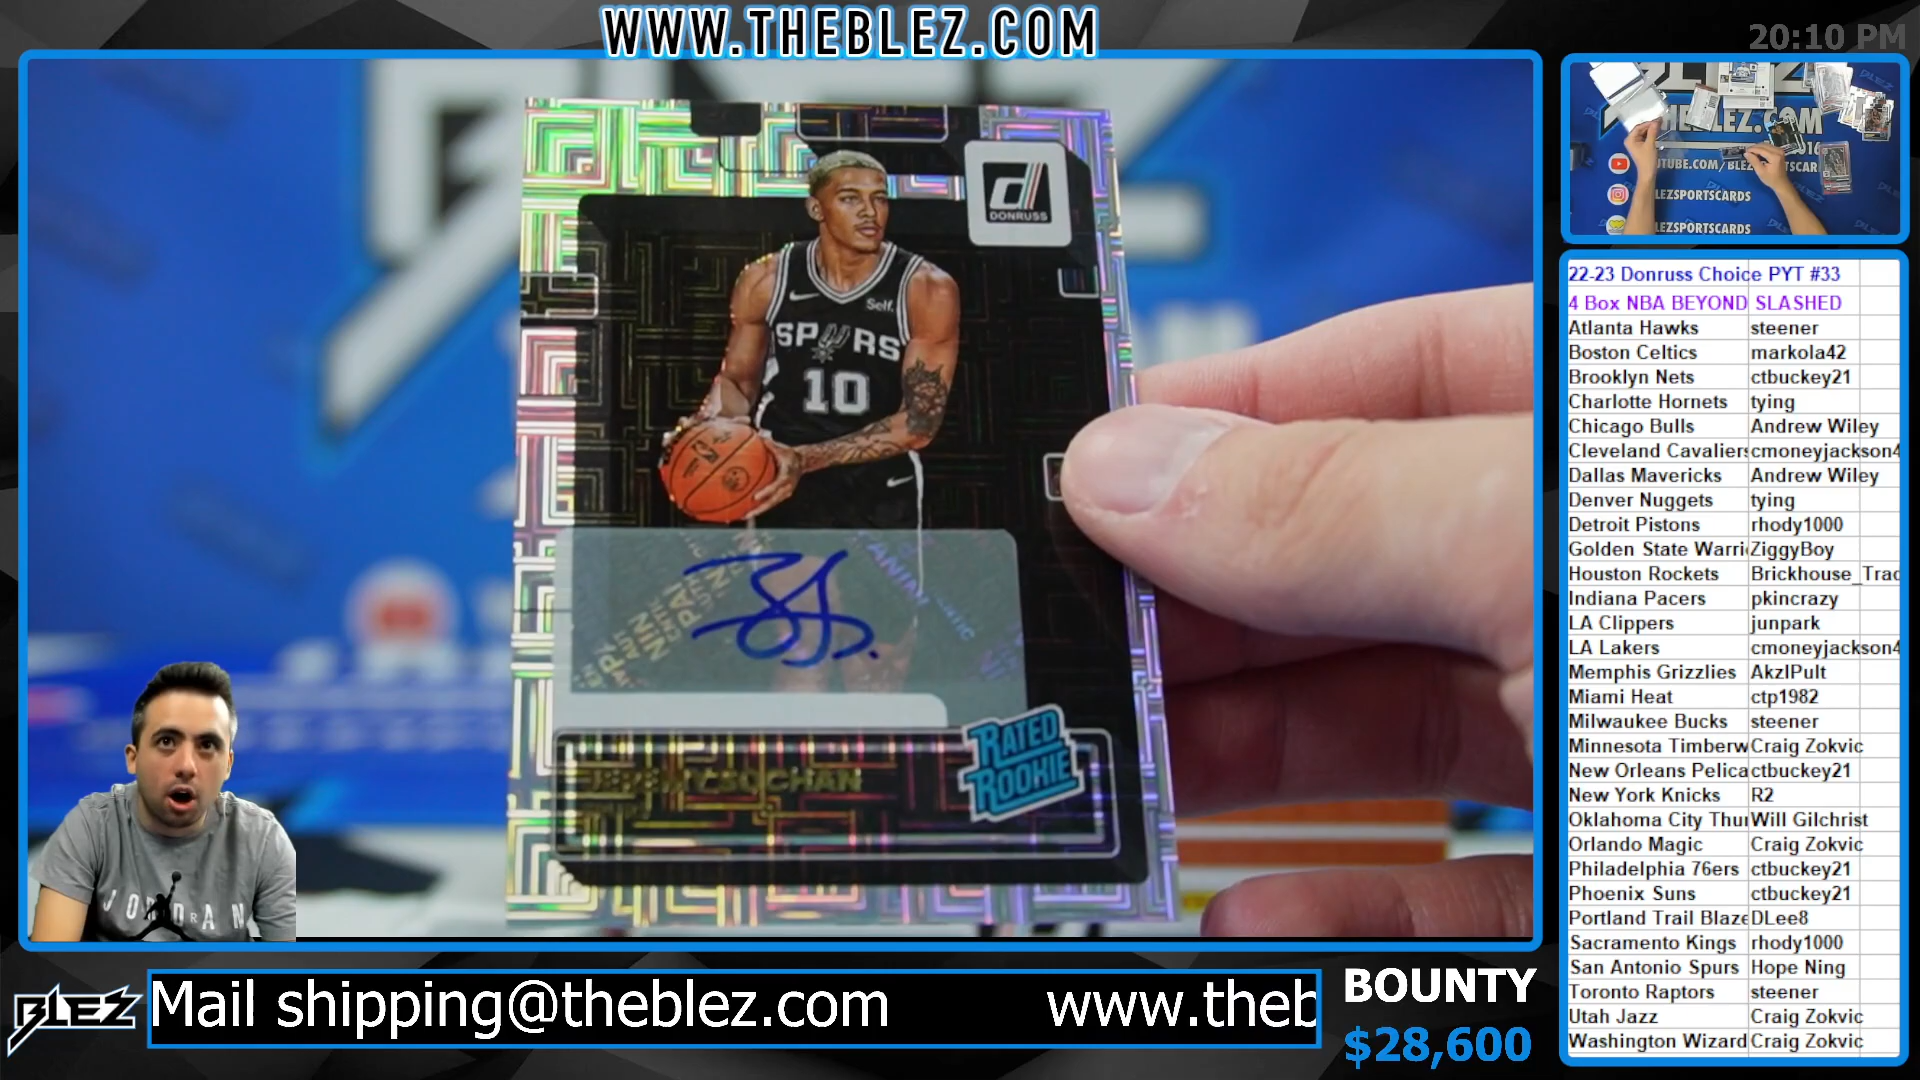 WWW.THEBLEZ.COM
20:10 PM
DONRUSS
Self.
SPURS
10
RATED
ROOKIE
JEREMY SOCHAN
JORDAN
THEBLEZ.COM
LEZSPORTSCARDS
LEZSPORTSCARDS
22-23 Donruss Choice PYT #33
4 Box NBA BEYOND SLASHED
Atlanta Hawks steener
Boston Celtics markola42
Brooklyn Nets ctbuckey21
Charlotte Hornets tying
Chicago Bulls Andrew Wiley
Cleveland Cavaliers cmoneyjackson4
Dallas Mavericks Andrew Wiley
Denver Nuggets tying
Detroit Pistons rhody1000
Golden State Warri ZiggyBoy
Houston Rockets Brickhouse_Trac
Indiana Pacers pkincrazy
LA Clippers junpark
LA Lakers cmoneyjackson4
Memphis Grizzlies AkzlPult
Miami Heat ctp1982
Milwaukee Bucks steener
Minnesota Timberw Craig Zokvic
New Orleans Pelica ctbuckey21
New York Knicks R2
Oklahoma City Thu Will Gilchrist
Orlando Magic Craig Zokvic
Philadelphia 76ers ctbuckey21
Phoenix Suns ctbuckey21
Portland Trail Blaze DLee8
Sacramento Kings rhody1000
San Antonio Spurs Hope Ning
Toronto Raptors steener
Utah Jazz Craig Zokvic
Washington Wizard Craig Zokvic
BLEZ
Mail shipping@theblez.com www.theb
BOUNTY
$28,600